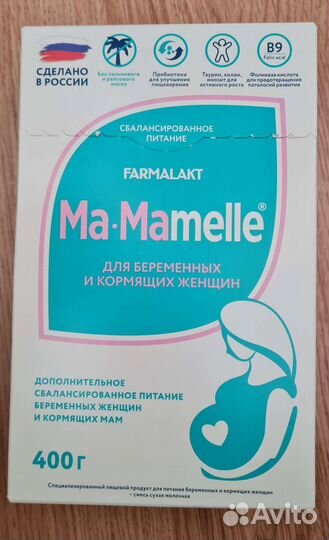 СДЕЛАНО
В РОССИИ
Без пальмового
и рапсового
масла
Пребиотики
для улучшения
пищеварения
Таурин, холин,
инозит для
активного роста
B9
Folic acid
Фолиевая кислота
для предотвращения
патологий развития
СБАЛАНСИРОВАННОЕ
ПИТАНИЕ
FARMALAKT
Ma·Mamelle®
ДЛЯ БЕРЕМЕННЫХ
И КОРМЯЩИХ ЖЕНЩИН
ДОПОЛНИТЕЛЬНОЕ
СБАЛАНСИРОВАННОЕ ПИТАНИЕ
БЕРЕМЕННЫХ ЖЕНЩИН
И КОРМЯЩИХ МАМ
400 г
Специализированный пищевой продукт для питания беременных и кормящих женщин
– смесь сухая молочная
Avito